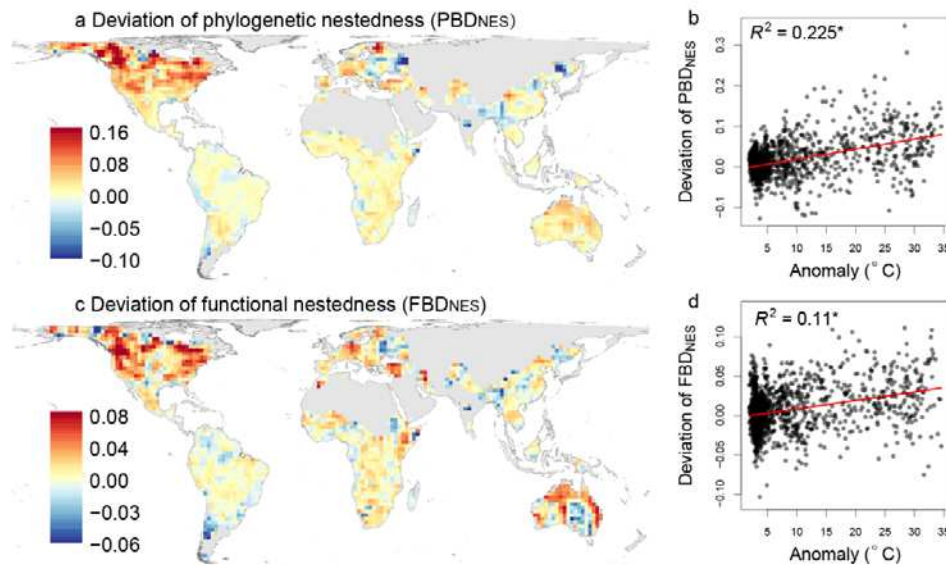 a Deviation of phylogenetic nestedness (PBDNES)
0.16
0.08
0.00
−0.05
−0.10
b
R² = 0.225*
Deviation of PBDNES
0.3
0.2
0.1
0.0
-0.1
5 10 15 20 25 30 35
Anomaly (°C)
c Deviation of functional nestedness (FBDNES)
0.08
0.04
0.00
−0.03
−0.06
d
R² = 0.11*
Deviation of FBDNES
0.10
0.05
0.00
-0.05
-0.10
5 10 15 20 25 30 35
Anomaly (°C)